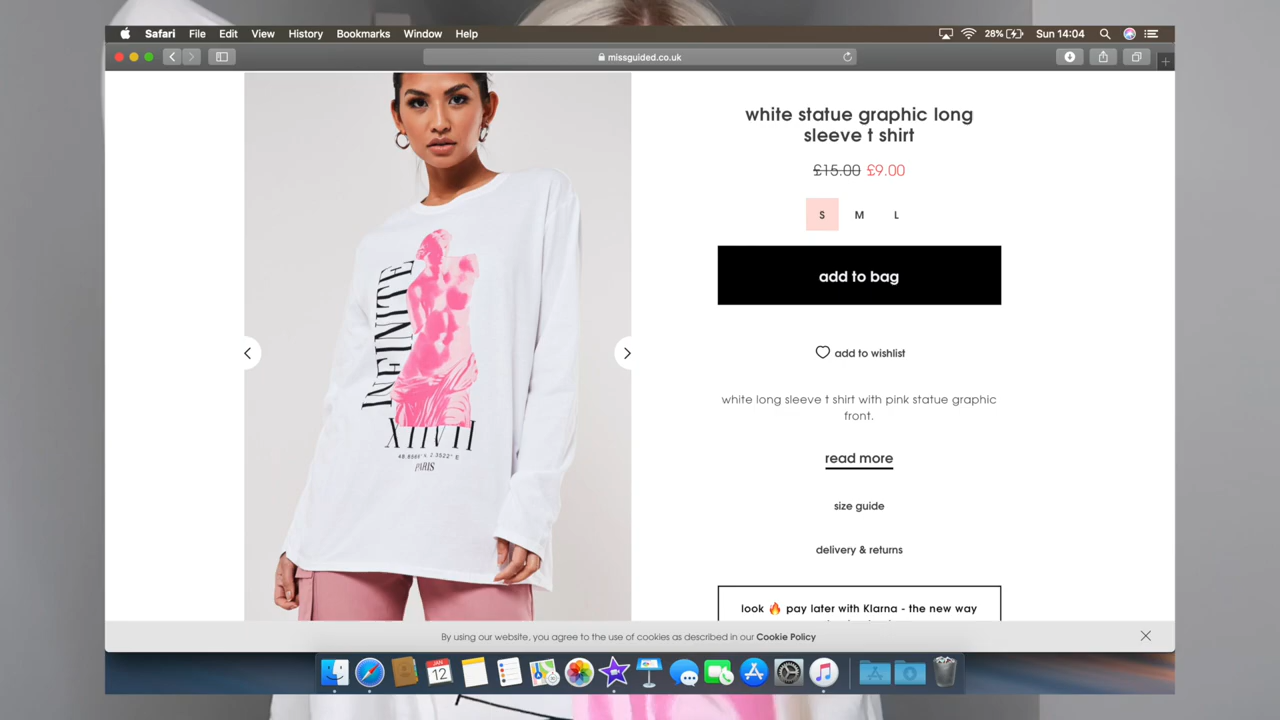 Safari File Edit View History Bookmarks Window Help 28% Sun 14:04
missguided.co.uk
white statue graphic long
sleeve t shirt
£15.00 £9.00
S M L
add to bag
add to wishlist
white long sleeve t shirt with pink statue graphic
front.
read more
size guide
delivery & returns
look 🔥 pay later with Klarna - the new way
INFINITE
XIIVII
PARIS
By using our website, you agree to the use of cookies as described in our Cookie Policy
JAN
12